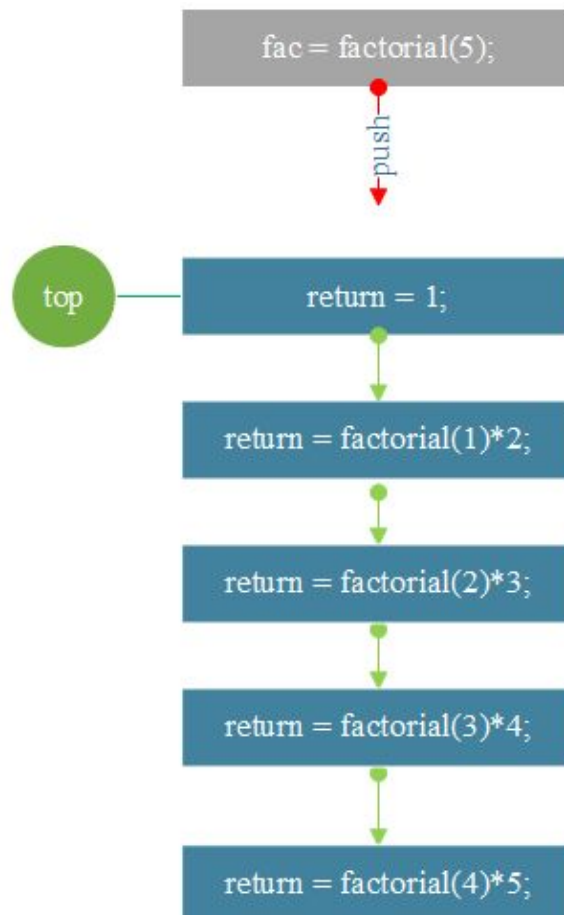 fac = factorial(5);
push
top
return = 1;
return = factorial(1)*2;
return = factorial(2)*3;
return = factorial(3)*4;
return = factorial(4)*5;